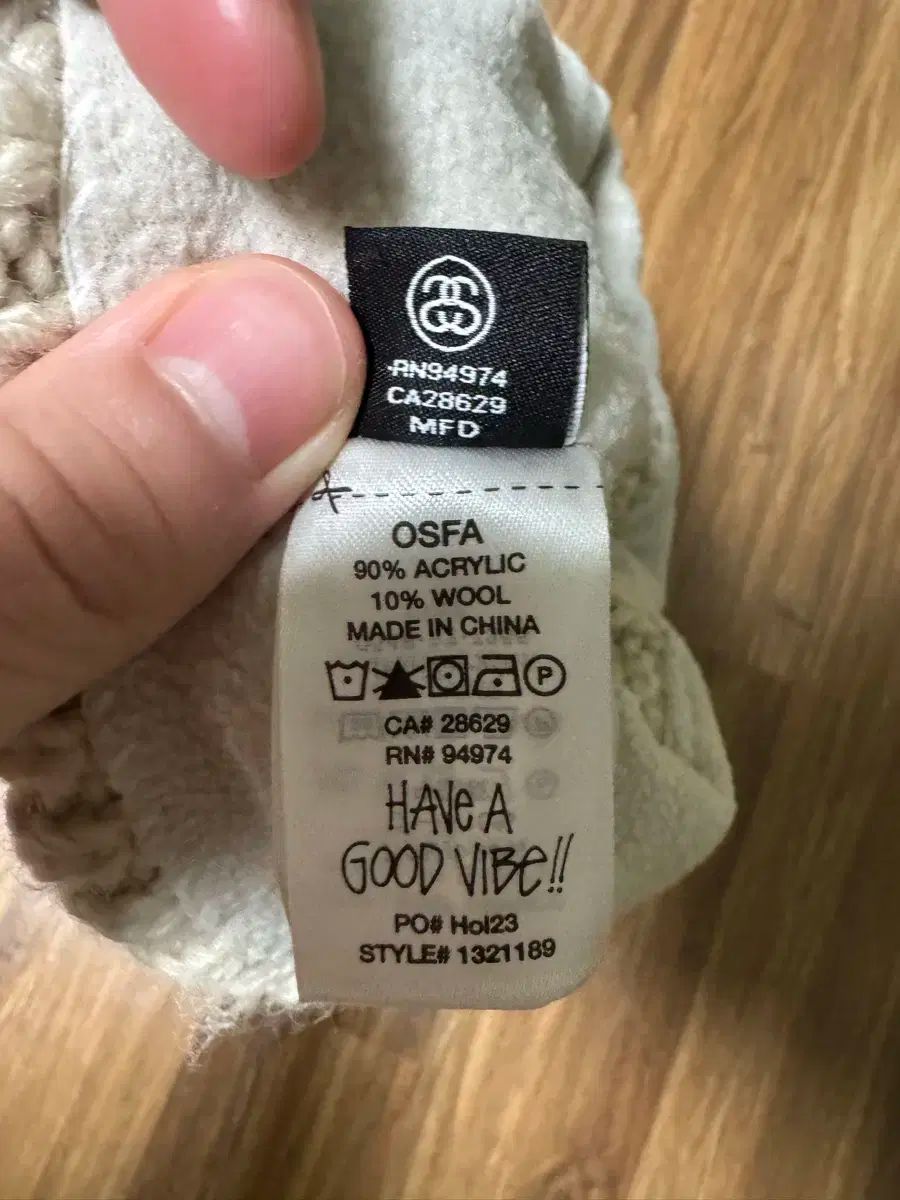 RN94974
CA28629
MFD
OSFA
90% ACRYLIC
10% WOOL
MADE IN CHINA
P
CA# 28629
RN# 94974
HAVE A
GOOD VIBE!!
PO# Hol23
STYLE# 1321189